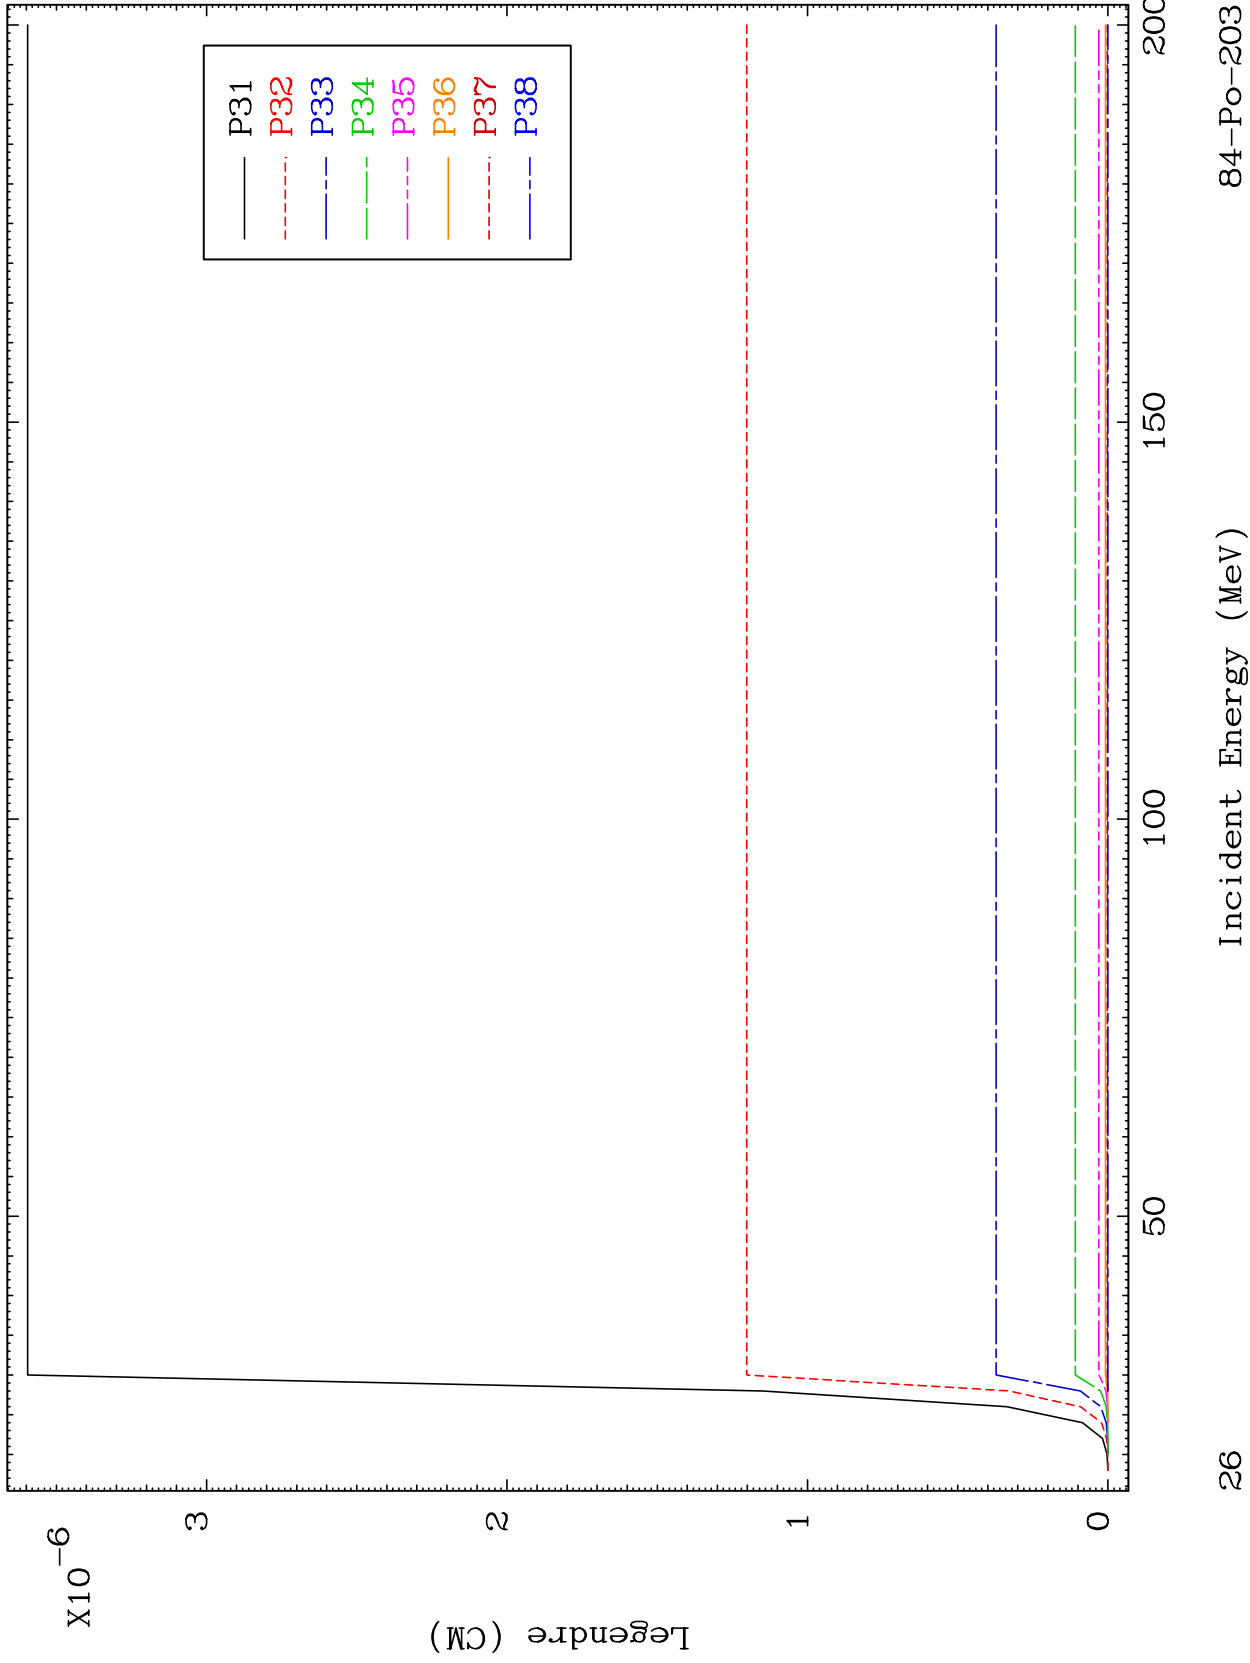 X10-6
3
2
1
0
Legendre (CM)
50
100
150
200
Incident Energy (MeV)
26
84-Po-203
P31
P32
P33
P34
P35
P36
P37
P38